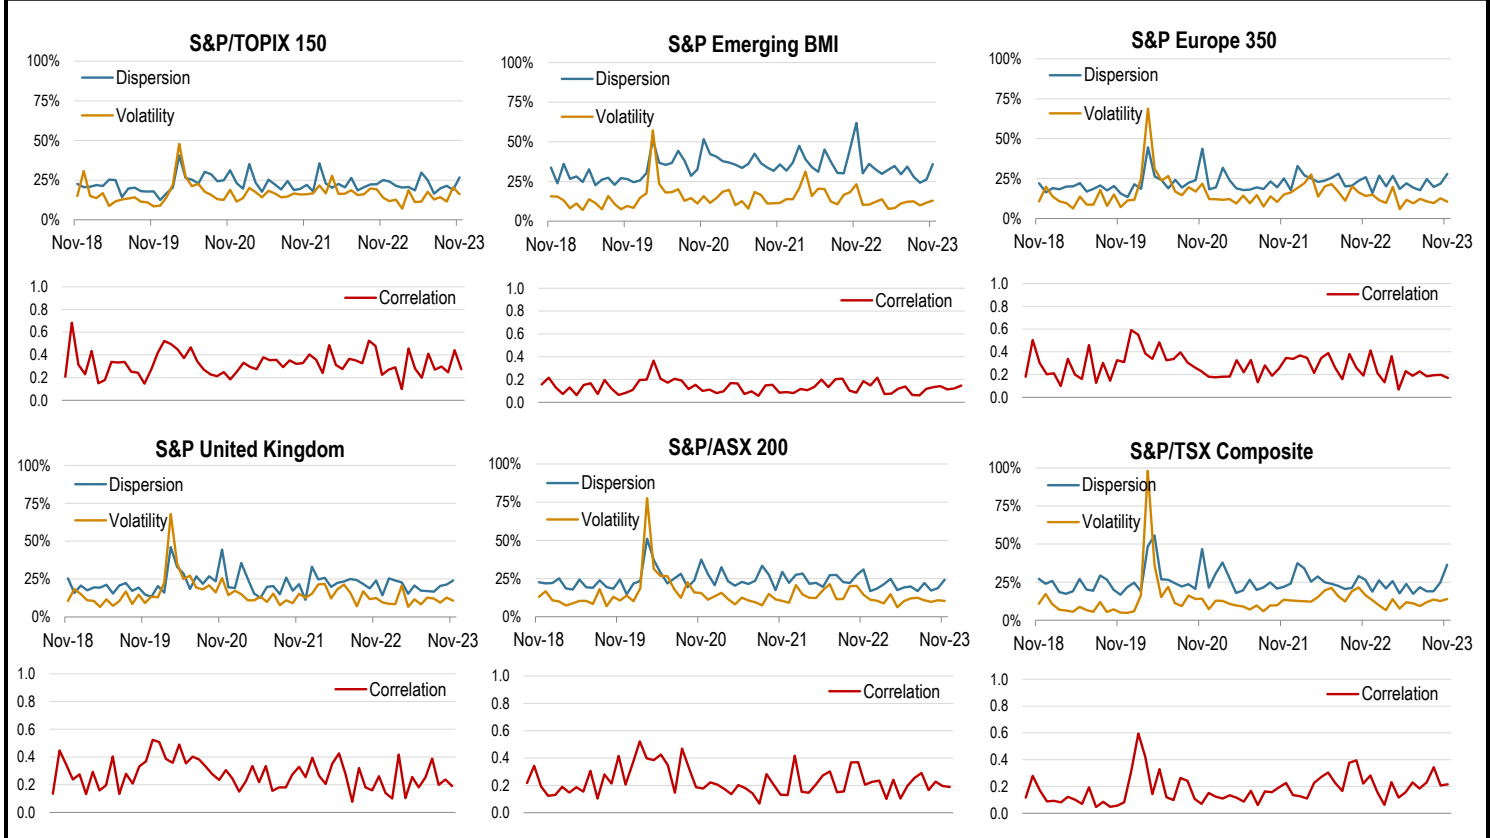 S&P/TOPIX 150
100%
Dispersion
75%
Volatility
50%
25%
0%
Nov-18 Nov-19 Nov-20 Nov-21 Nov-22 Nov-23
1.0
Correlation
0.8
0.6
0.4
0.2
0.0
S&P Emerging BMI
100%
Dispersion
75%
Volatility
50%
25%
0%
Nov-18 Nov-19 Nov-20 Nov-21 Nov-22 Nov-23
1.0
Correlation
0.8
0.6
0.4
0.2
0.0
S&P Europe 350
100%
Dispersion
75%
Volatility
50%
25%
0%
Nov-18 Nov-19 Nov-20 Nov-21 Nov-22 Nov-23
1.0
Correlation
0.8
0.6
0.4
0.2
0.0
S&P United Kingdom
100%
Dispersion
75%
Volatility
50%
25%
0%
Nov-18 Nov-19 Nov-20 Nov-21 Nov-22 Nov-23
1.0
Correlation
0.8
0.6
0.4
0.2
0.0
S&P/ASX 200
100%
Dispersion
75%
Volatility
50%
25%
0%
Nov-18 Nov-19 Nov-20 Nov-21 Nov-22 Nov-23
1.0
Correlation
0.8
0.6
0.4
0.2
0.0
S&P/TSX Composite
100%
Dispersion
75%
Volatility
50%
25%
0%
Nov-18 Nov-19 Nov-20 Nov-21 Nov-22 Nov-23
1.0
Correlation
0.8
0.6
0.4
0.2
0.0